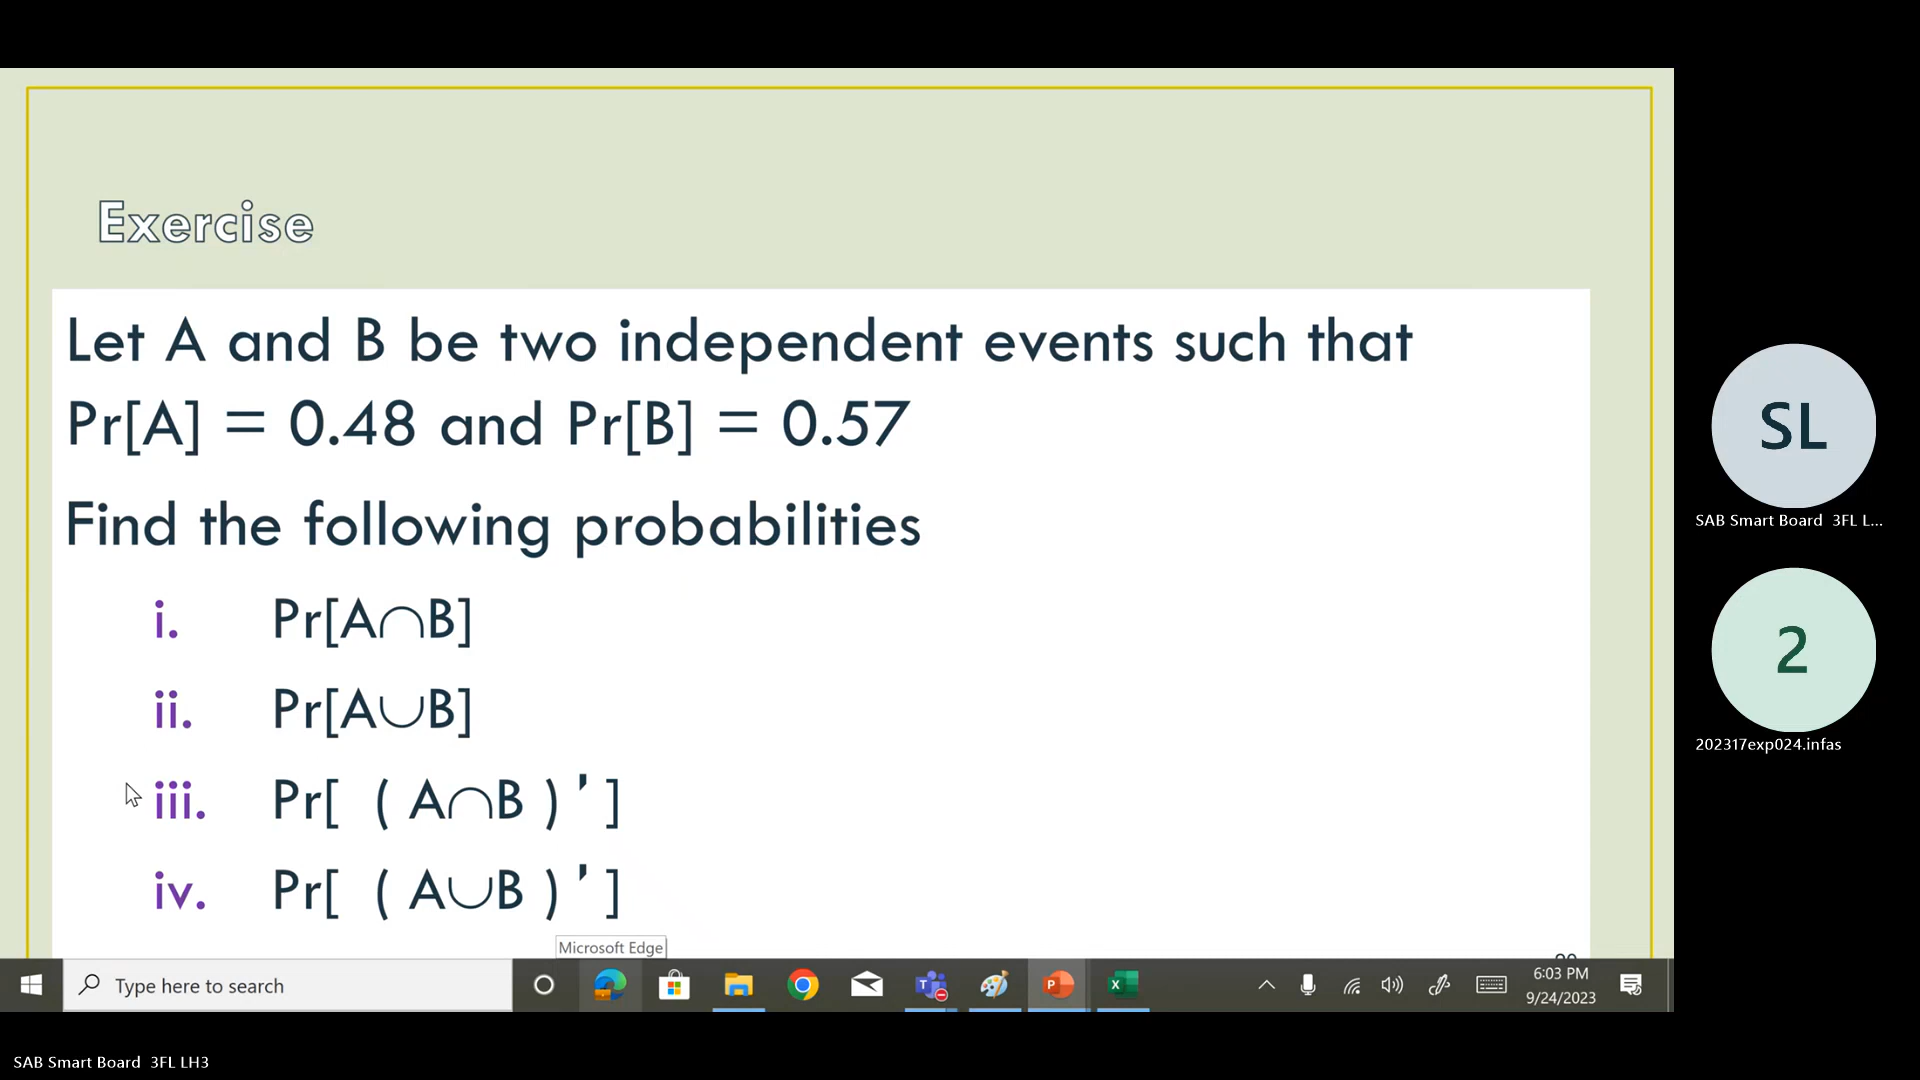 Exercise
Let A and B be two independent events such that
Pr[A] = 0.48 and Pr[B] = 0.57
Find the following probabilities
i. Pr[A∩B]
ii. Pr[A∪B]
iii. Pr[ ( A∩B ) ′ ]
iv. Pr[ ( A∪B ) ′ ]
Microsoft Edge
Type here to search
6:03 PM
9/24/2023
SL
SAB Smart Board 3FL L...
2
202317exp024.infas
SAB Smart Board 3FL LH3